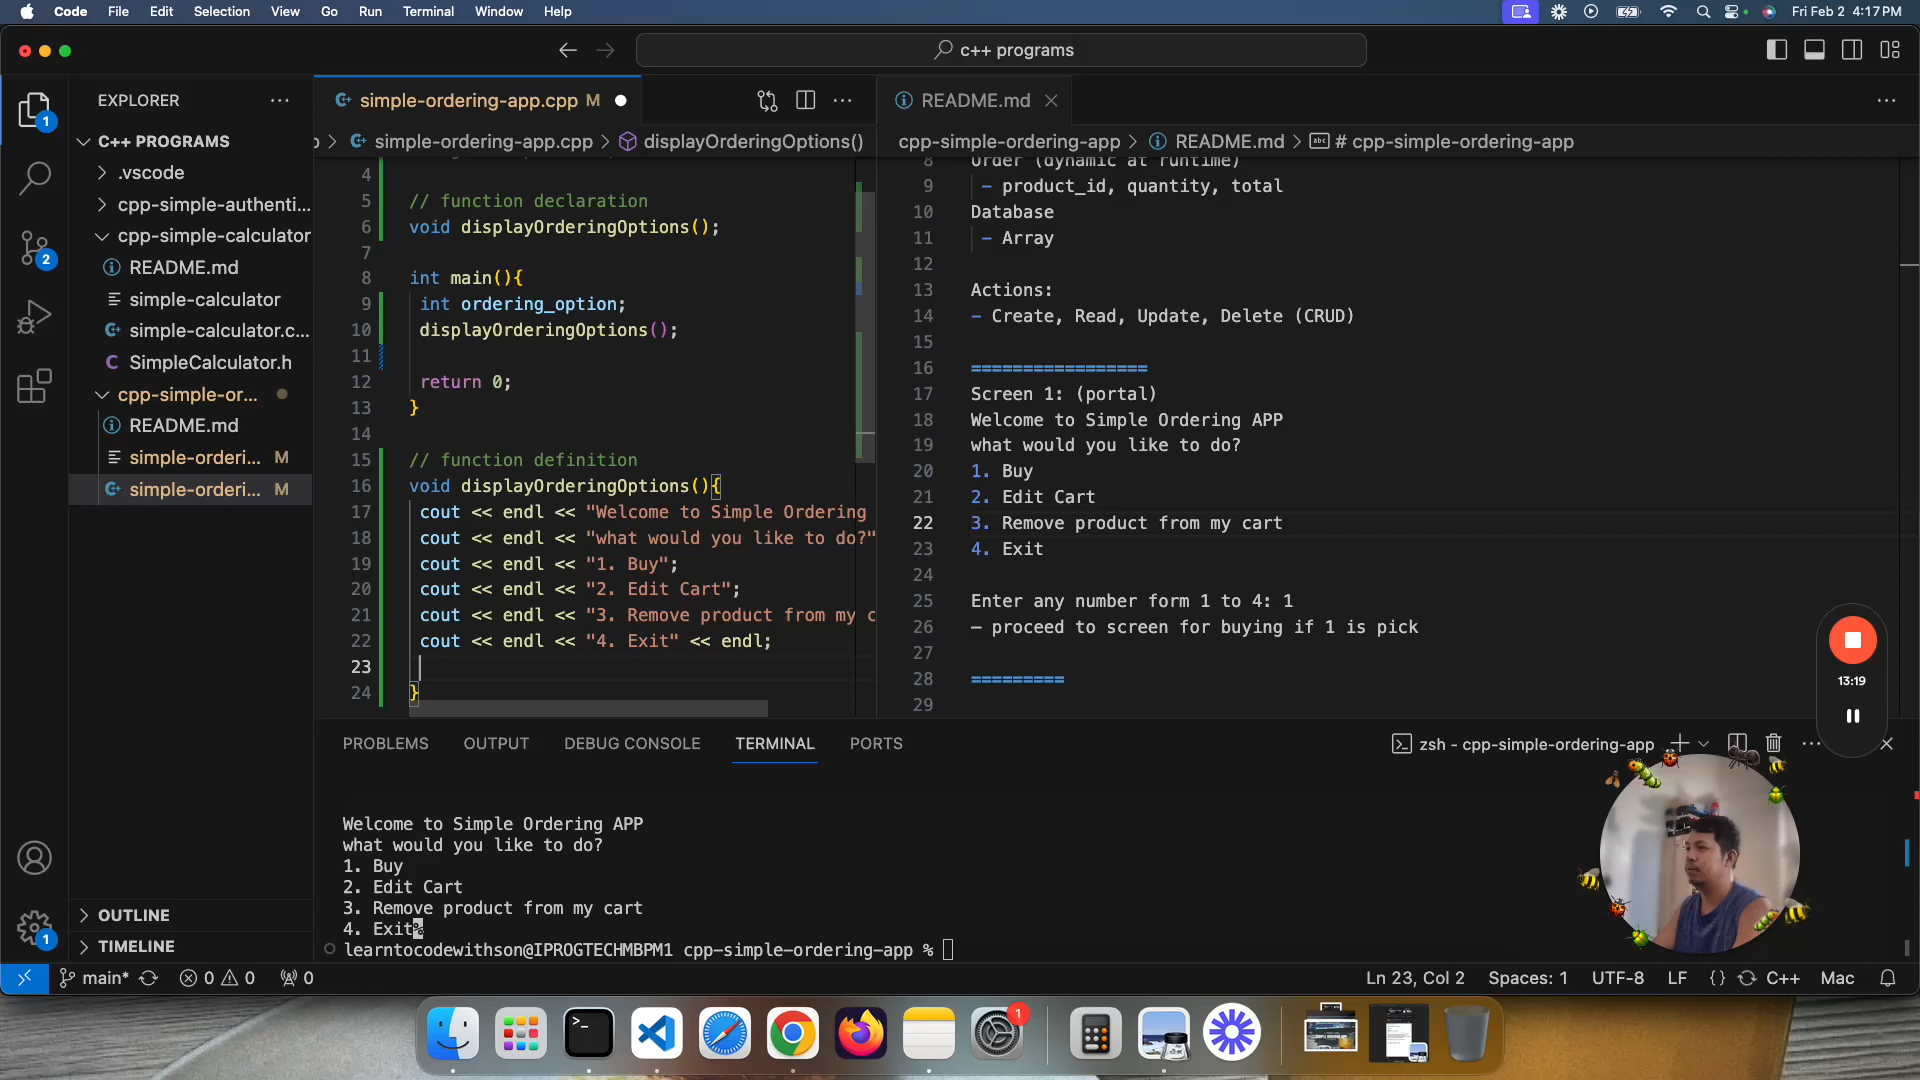 Code File Edit Selection View Go Run Terminal Window Help
Fri Feb 2 4:17 PM
c++ programs
EXPLORER
C++ PROGRAMS
.vscode
cpp-simple-authenti...
cpp-simple-calculator
README.md
simple-calculator
simple-calculator.c...
SimpleCalculator.h
cpp-simple-or...
README.md
simple-orderi... M
simple-orderi... M
OUTLINE
TIMELINE
1
2
1
simple-ordering-app.cpp M
simple-ordering-app.cpp > displayOrderingOptions()
4
5 // function declaration
6 void displayOrderingOptions();
7
8 int main(){
9 int ordering_option;
10 displayOrderingOptions();
11
12 return 0;
13 }
14
15 // function definition
16 void displayOrderingOptions(){
17 cout << endl << "Welcome to Simple Ordering
18 cout << endl << "what would you like to do?"
19 cout << endl << "1. Buy";
20 cout << endl << "2. Edit Cart";
21 cout << endl << "3. Remove product from my c
22 cout << endl << "4. Exit" << endl;
23
24 }
README.md
cpp-simple-ordering-app > README.md > # cpp-simple-ordering-app
8 Order (dynamic at runtime)
9 - product_id, quantity, total
10 Database
11 - Array
12
13 Actions:
14 - Create, Read, Update, Delete (CRUD)
15
16 =================
17 Screen 1: (portal)
18 Welcome to Simple Ordering APP
19 what would you like to do?
20 1. Buy
21 2. Edit Cart
22 3. Remove product from my cart
23 4. Exit
24
25 Enter any number form 1 to 4: 1
26 - proceed to screen for buying if 1 is pick
27
28 =========
29
13:19
PROBLEMS OUTPUT DEBUG CONSOLE TERMINAL PORTS
zsh - cpp-simple-ordering-app
Welcome to Simple Ordering APP
what would you like to do?
1. Buy
2. Edit Cart
3. Remove product from my cart
4. Exit%
learntocodewithson@IPROGTECHMBPM1 cpp-simple-ordering-app %
main* 0 0 0
Ln 23, Col 2 Spaces: 1 UTF-8 LF {} C++ Mac
1